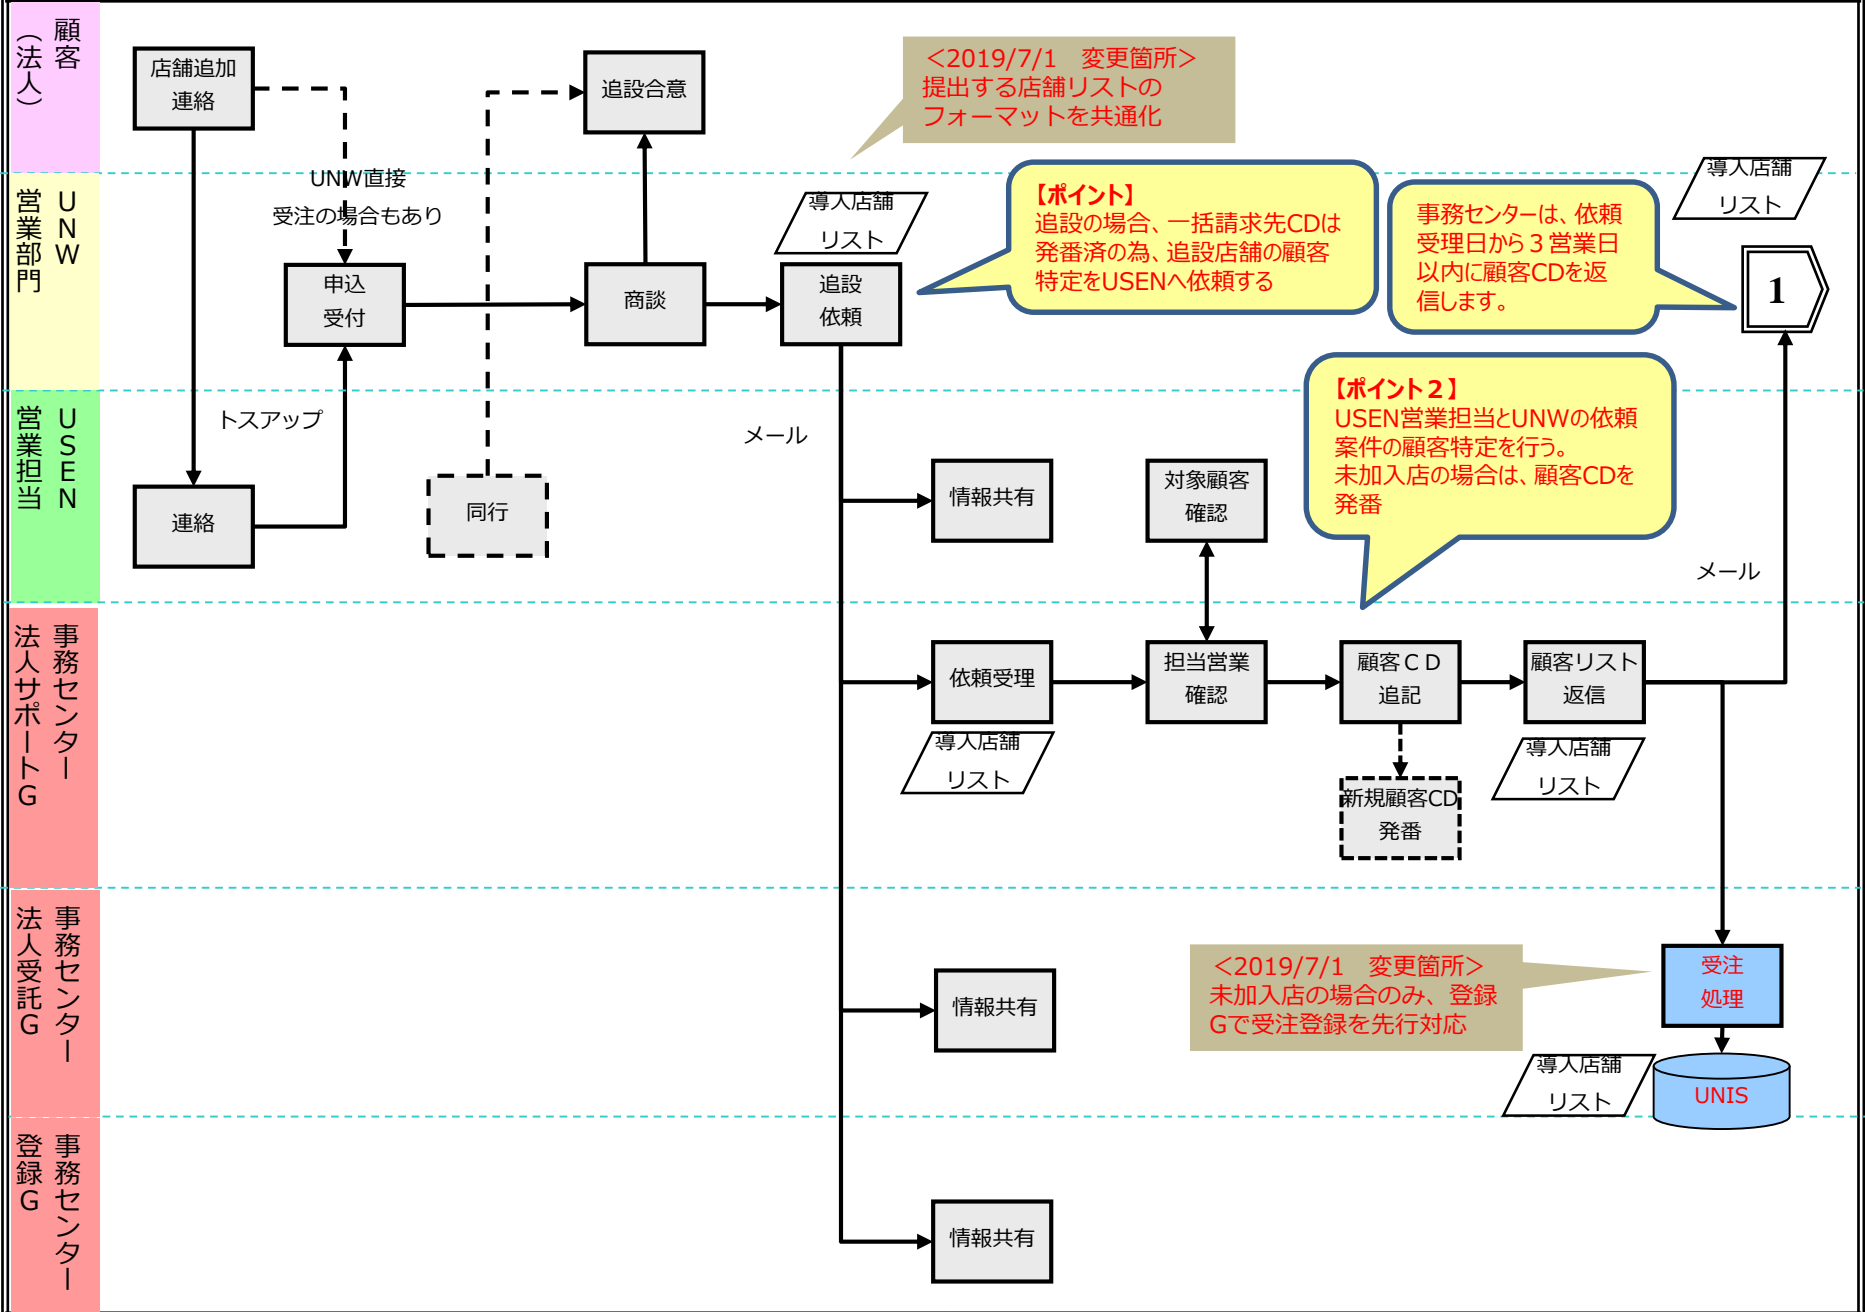 顧客
（法人）
店舗追加
連絡
追設合意
＜2019/7/1　変更箇所＞
提出する店舗リストの
フォーマットを共通化
UNW
営業部門
UNW直接
受注の場合もあり
申込
受付
商談
導入店舗
リスト
追設
依頼
【ポイント】
追設の場合、一括請求先CDは
発番済の為、追設店舗の顧客
特定をUSENへ依頼する
事務センターは、依頼
受理日から３営業日
以内に顧客CDを返
信します。
導入店舗
リスト
1
USEN
営業担当
トスアップ
連絡
同行
メール
情報共有
対象顧客
確認
【ポイント２】
USEN営業担当とUNWの依頼
案件の顧客特定を行う。
未加入店の場合は、顧客CDを
発番
メール
事務センター
法人サポートG
依頼受理
導入店舗
リスト
担当営業
確認
顧客ＣＤ
追記
新規顧客CD
発番
顧客リスト
返信
導入店舗
リスト
事務センター
法人受託G
情報共有
＜2019/7/1　変更箇所＞
未加入店の場合のみ、登録
Gで受注登録を先行対応
受注
処理
導入店舗
リスト
UNIS
事務センター
登録G
情報共有